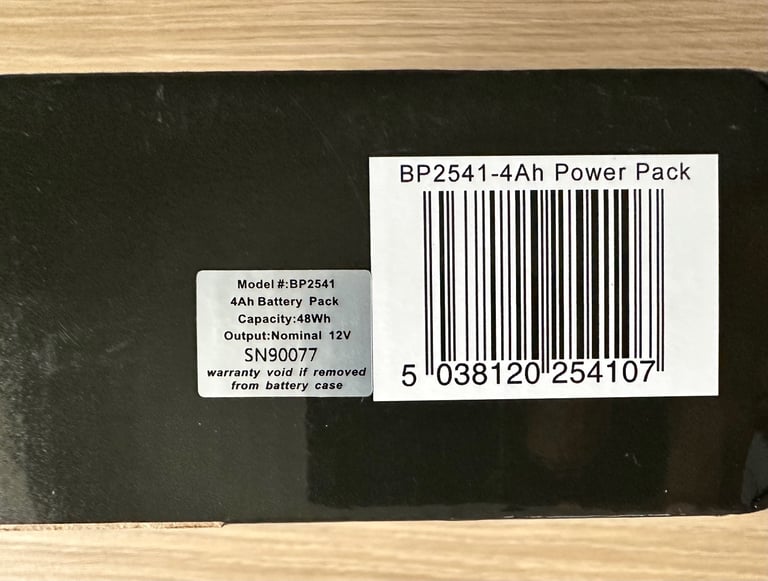 BP2541-4Ah Power Pack
5 038120 254107
Model #:BP2541
4Ah Battery Pack
Capacity:48Wh
Output:Nominal 12V
SN90077
warranty void if removed
from battery case